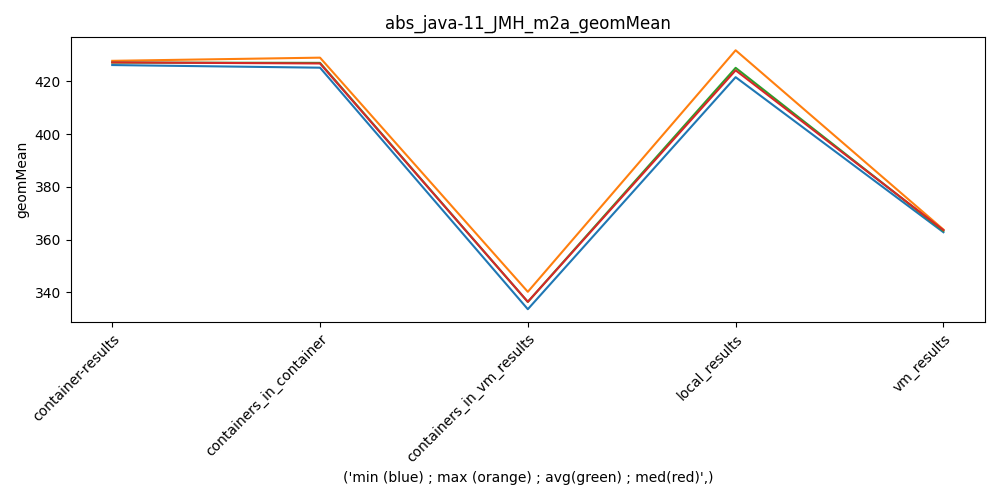 abs_java-11_JMH_m2a_geomMean
geomMean
420
400
380
360
340
container-results
containers_in_container
containers_in_vm_results
local_results
vm_results
('min (blue) ; max (orange) ; avg(green) ; med(red)',)